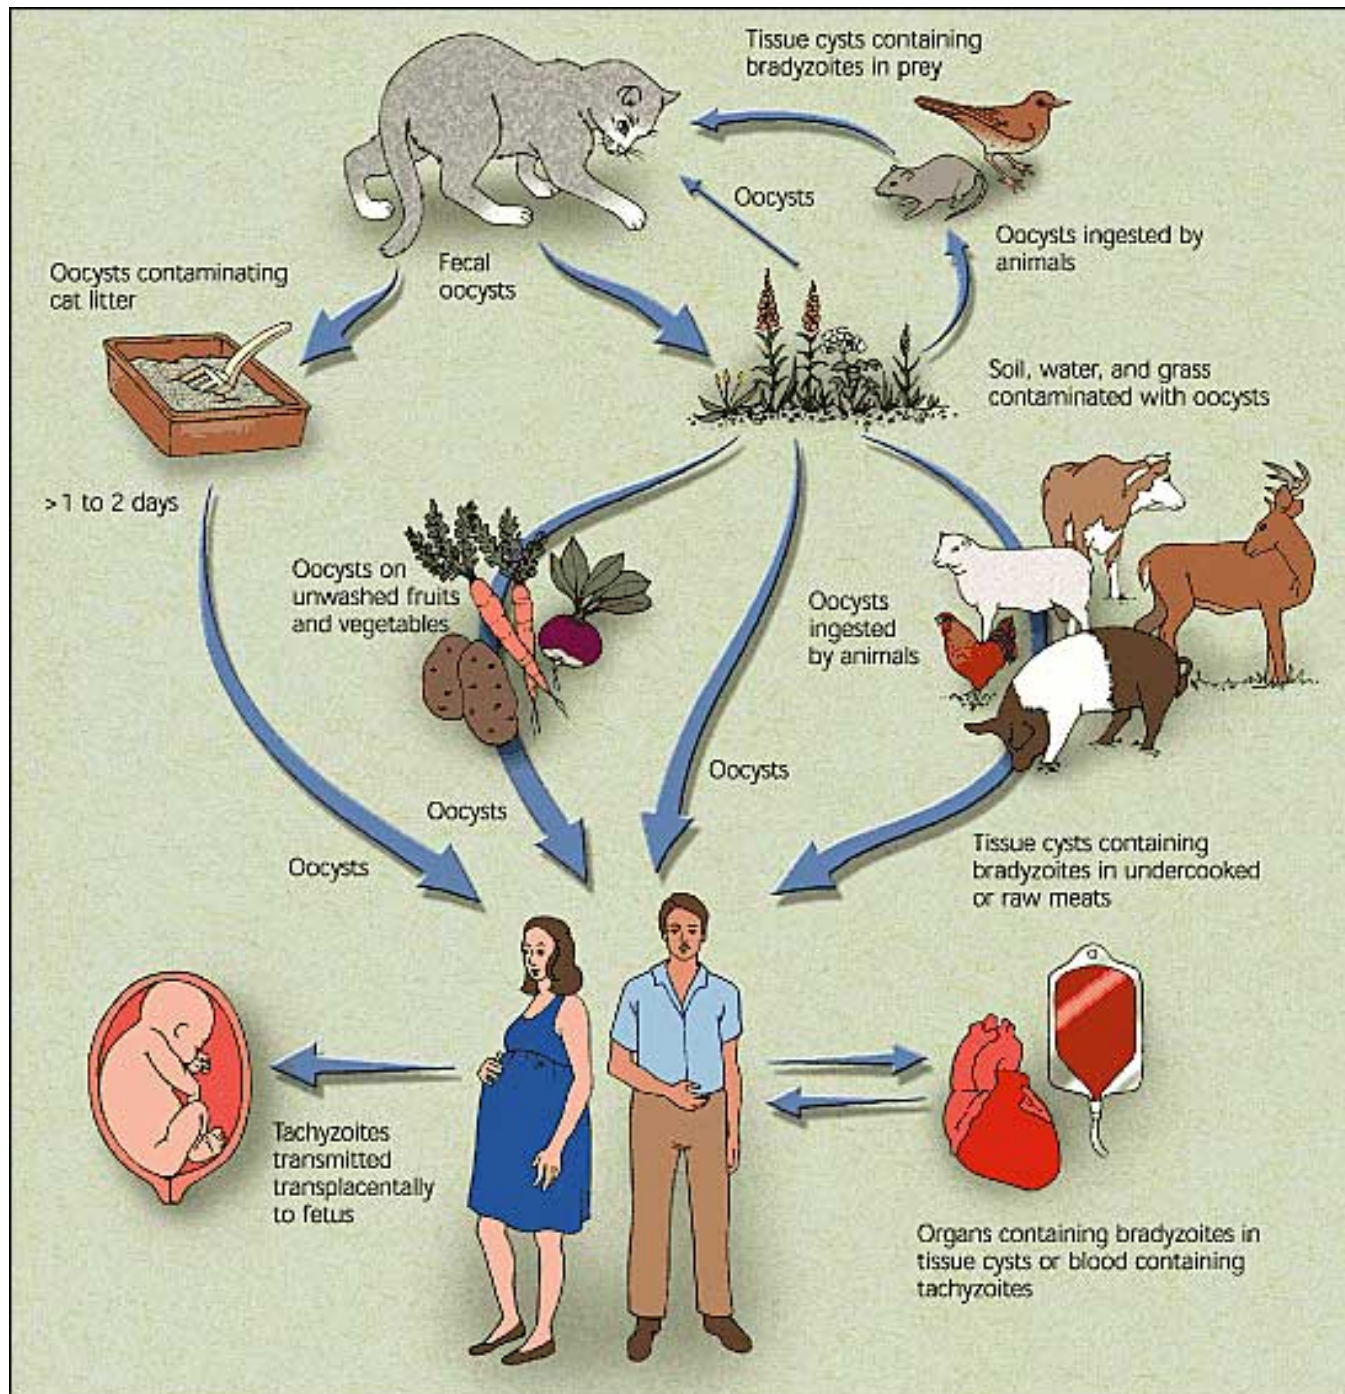 Tissue cysts containing
bradyzoites in prey
Oocysts
Oocysts ingested by
animals
Oocysts contaminating
cat litter
Fecal
oocysts
Soil, water, and grass
contaminated with oocysts
>1 to 2 days
Oocysts on
unwashed fruits
and vegetables
Oocysts
ingested
by animals
Oocysts
Oocysts
Oocysts
Tissue cysts containing
bradyzoites in undercooked
or raw meats
Tachyzoites
transmitted
transplacentally
to fetus
Organs containing bradyzoites in
tissue cysts or blood containing
tachyzoites